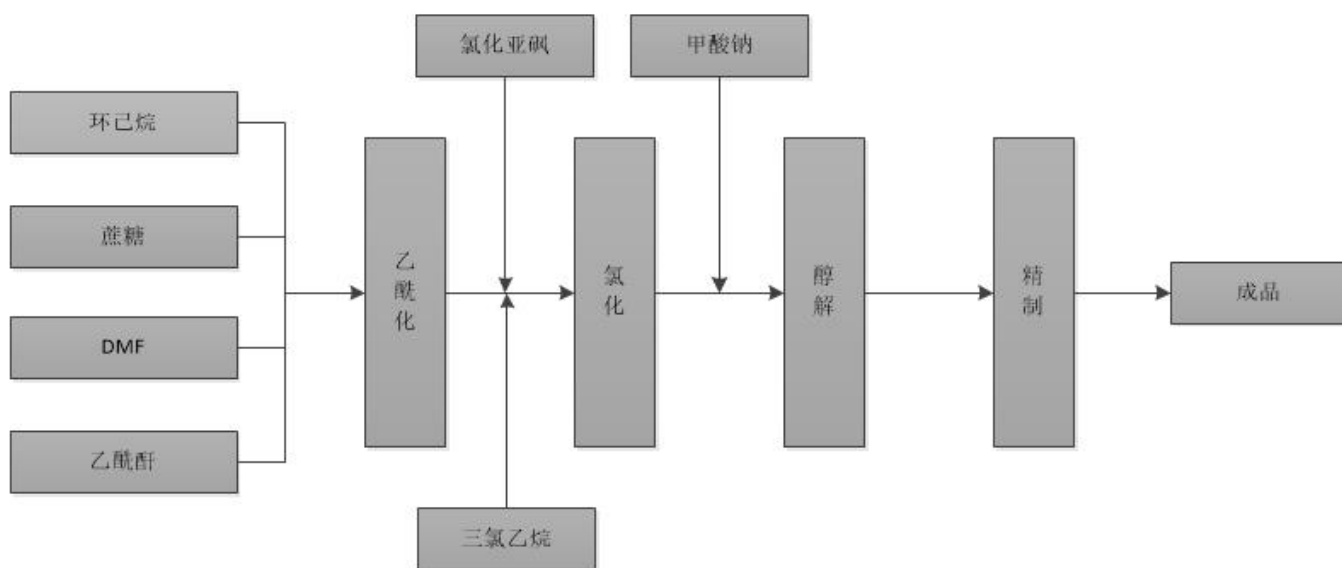 氯化亚砜
甲酸钠
环己烷
蔗糖
DMF
乙酰酐
乙酰化
氯化
醇解
精制
成品
三氯乙烷